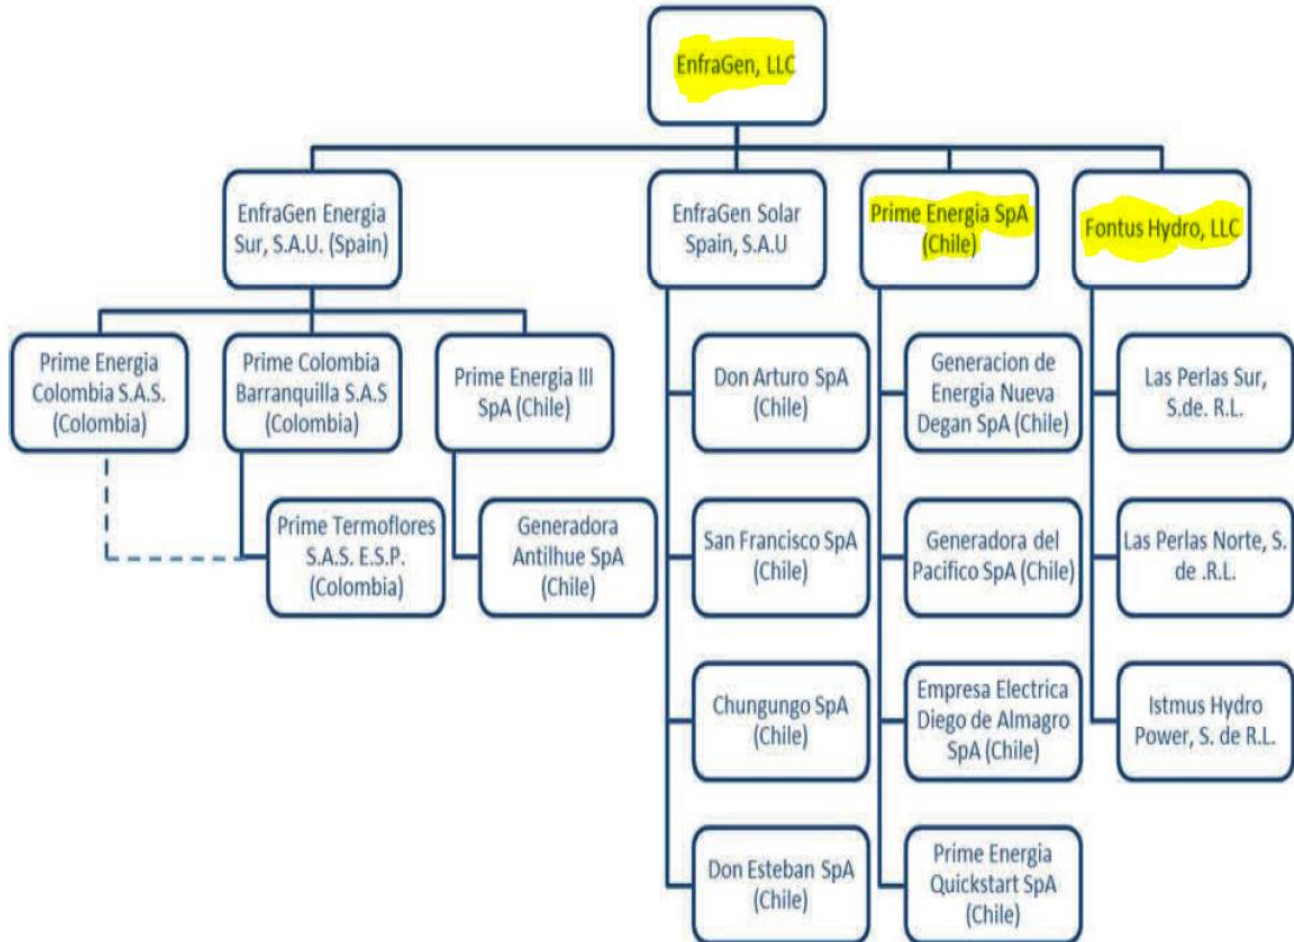 EnfraGen, LLC
EnfraGen Energia
Sur, S.A.U. (Spain)
EnfraGen Solar
Spain, S.A.U
Prime Energia SpA
(Chile)
Fontus Hydro, LLC
Prime Energia
Colombia S.A.S.
(Colombia)
Prime Colombia
Barranquilla S.A.S
(Colombia)
Prime Energia III
SpA (Chile)
Don Arturo SpA
(Chile)
Generacion de
Energia Nueva
Degan SpA (Chile)
Las Perlas Sur,
S.de. R.L.
Prime Termoflores
S.A.S. E.S.P.
(Colombia)
Generadora
Antilhue SpA
(Chile)
San Francisco SpA
(Chile)
Generadora del
Pacifico SpA (Chile)
Las Perlas Norte, S.
de .R.L.
Chungungo SpA
(Chile)
Empresa Electrica
Diego de Almagro
SpA (Chile)
Istmus Hydro
Power, S. de R.L.
Don Esteban SpA
(Chile)
Prime Energia
Quickstart SpA
(Chile)